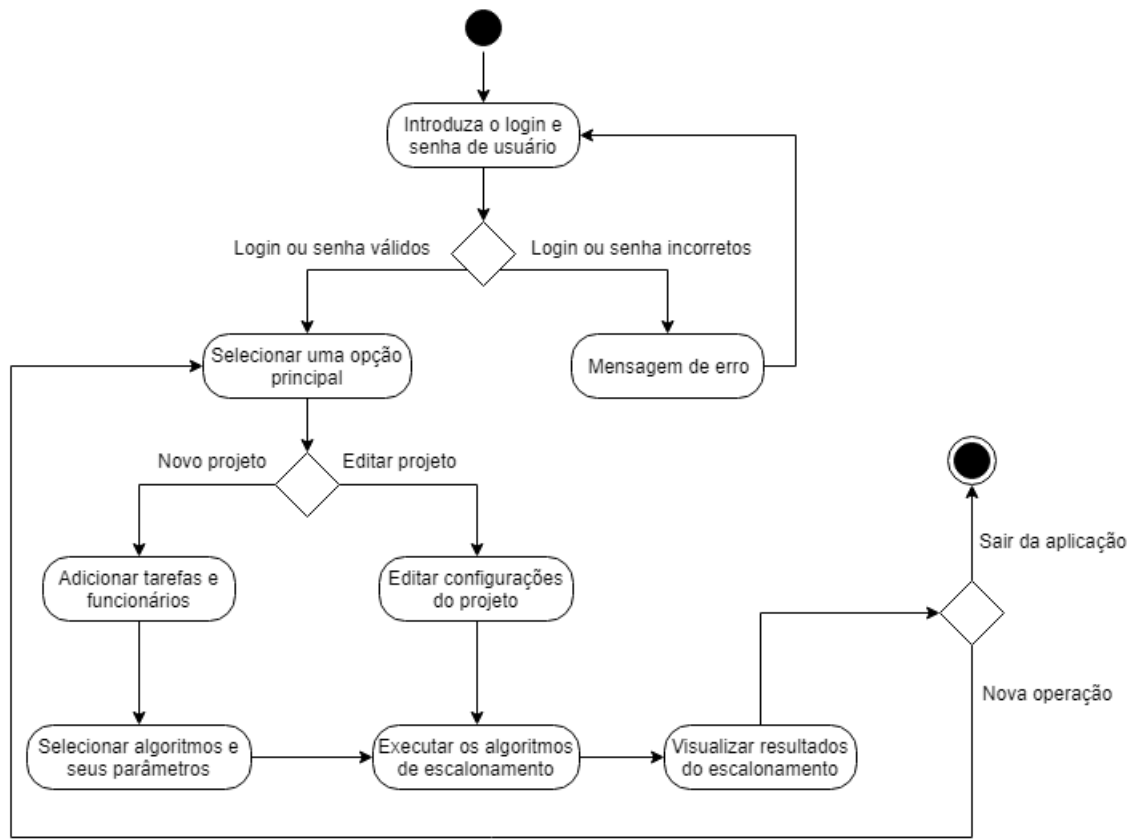 Introduza o login e
senha de usuário
Login ou senha válidos
Login ou senha incorretos
Selecionar uma opção
principal
Mensagem de erro
Novo projeto
Editar projeto
Sair da aplicação
Adicionar tarefas e
funcionários
Editar configurações
do projeto
Nova operação
Selecionar algoritmos e
seus parâmetros
Executar os algoritmos
de escalonamento
Visualizar resultados
do escalonamento